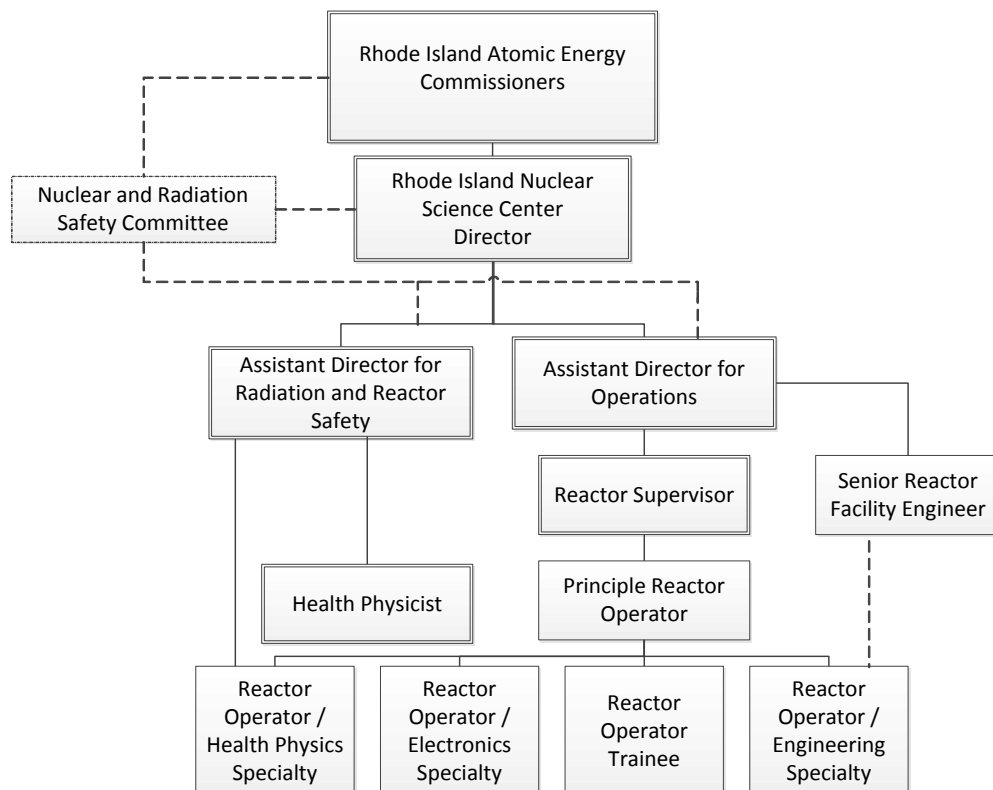 Rhode Island Atomic Energy
Commissioners
Nuclear and Radiation
Safety Committee
Rhode Island Nuclear
Science Center
Director
Assistant Director for
Radiation and Reactor
Safety
Assistant Director for
Operations
Reactor Supervisor
Senior Reactor
Facility Engineer
Health Physicist
Principle Reactor
Operator
Reactor
Operator /
Health Physics
Specialty
Reactor
Operator /
Electronics
Specialty
Reactor
Operator
Trainee
Reactor
Operator /
Engineering
Specialty